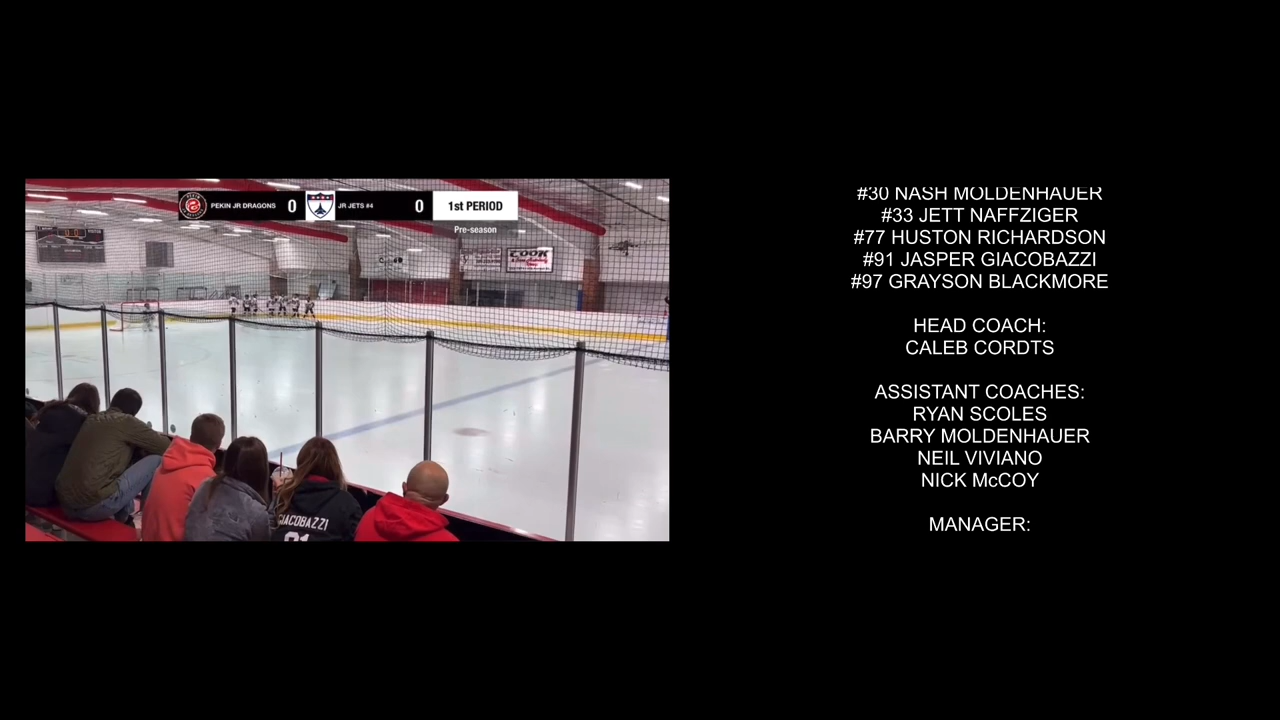 PEKIN JR DRAGONS 0 JR JETS #4 0 1st PERIOD
Pre-season
COOK
GIACOBAZZI
91
#30 NASH MOLDENHAUER
#33 JETT NAFFZIGER
#77 HUSTON RICHARDSON
#91 JASPER GIACOBAZZI
#97 GRAYSON BLACKMORE
HEAD COACH:
CALEB CORDTS
ASSISTANT COACHES:
RYAN SCOLES
BARRY MOLDENHAUER
NEIL VIVIANO
NICK McCOY
MANAGER: